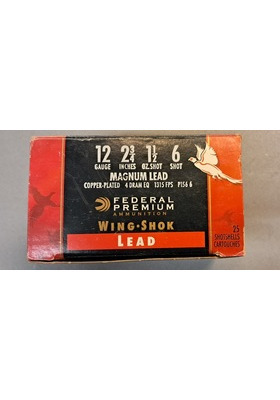 12 2¾ 1½ 6
GAUGE INCHES OZ. SHOT SHOT
MAGNUM LEAD
COPPER-PLATED 4 DRAM EQ 1315 FPS P156 6
FEDERAL
PREMIUM
AMMUNITION
WING·SHOK
LEAD
25
SHOTSHELLS
CARTOUCHES